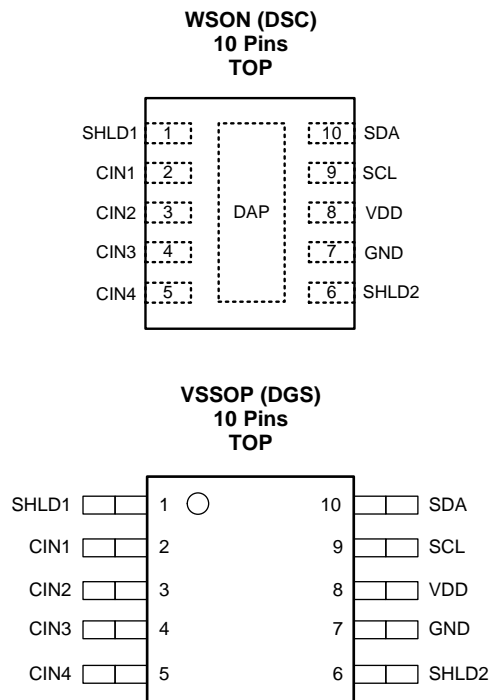 WSON (DSC)
10 Pins
TOP
SHLD1 1 10 SDA
CIN1 2 9 SCL
CIN2 3 DAP 8 VDD
CIN3 4 7 GND
CIN4 5 6 SHLD2
VSSOP (DGS)
10 Pins
TOP
SHLD1 1 10 SDA
CIN1 2 9 SCL
CIN2 3 8 VDD
CIN3 4 7 GND
CIN4 5 6 SHLD2